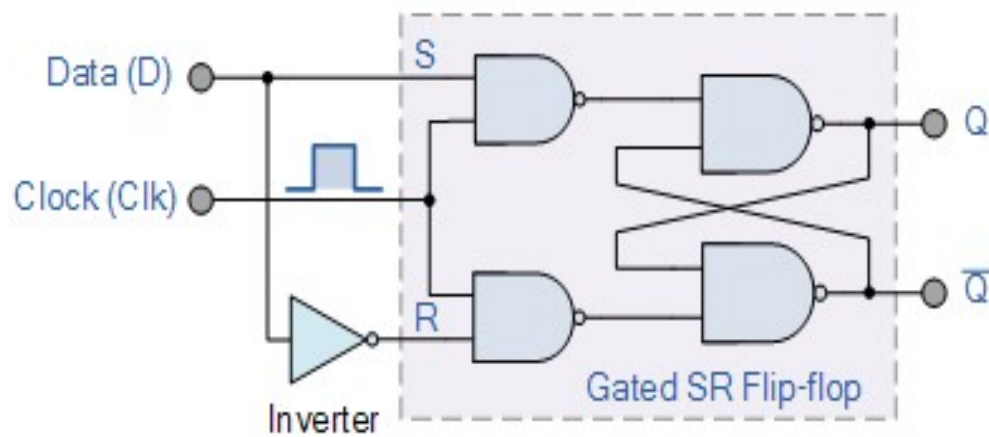 S
Data (D)
Q
Clock (Clk)
Q̅
R
Gated SR Flip-flop
Inverter